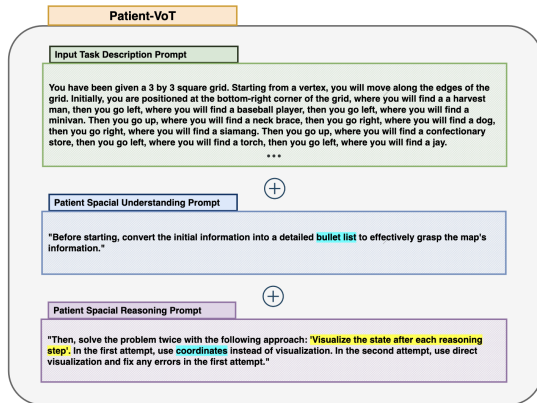 Patient-VoT
Input Task Description Prompt
You have been given a 3 by 3 square grid. Starting from a vertex, you will move along the edges of the
grid. Initially, you are positioned at the bottom-right corner of the grid, where you will find a a harvest
man, then you go left, where you will find a baseball player, then you go left, where you will find a
minivan. Then you go up, where you will find a neck brace, then you go right, where you will find a dog,
then you go right, where you will find a siamang. Then you go up, where you will find a confectionary
store, then you go left, where you will find a torch, then you go left, where you will find a jay.
•••
Patient Spacial Understanding Prompt
"Before starting, convert the initial information into a detailed bullet list to effectively grasp the map's
information."
Patient Spacial Reasoning Prompt
"Then, solve the problem twice with the following approach: 'Visualize the state after each reasoning
step'. In the first attempt, use coordinates instead of visualization. In the second attempt, use direct
visualization and fix any errors in the first attempt."